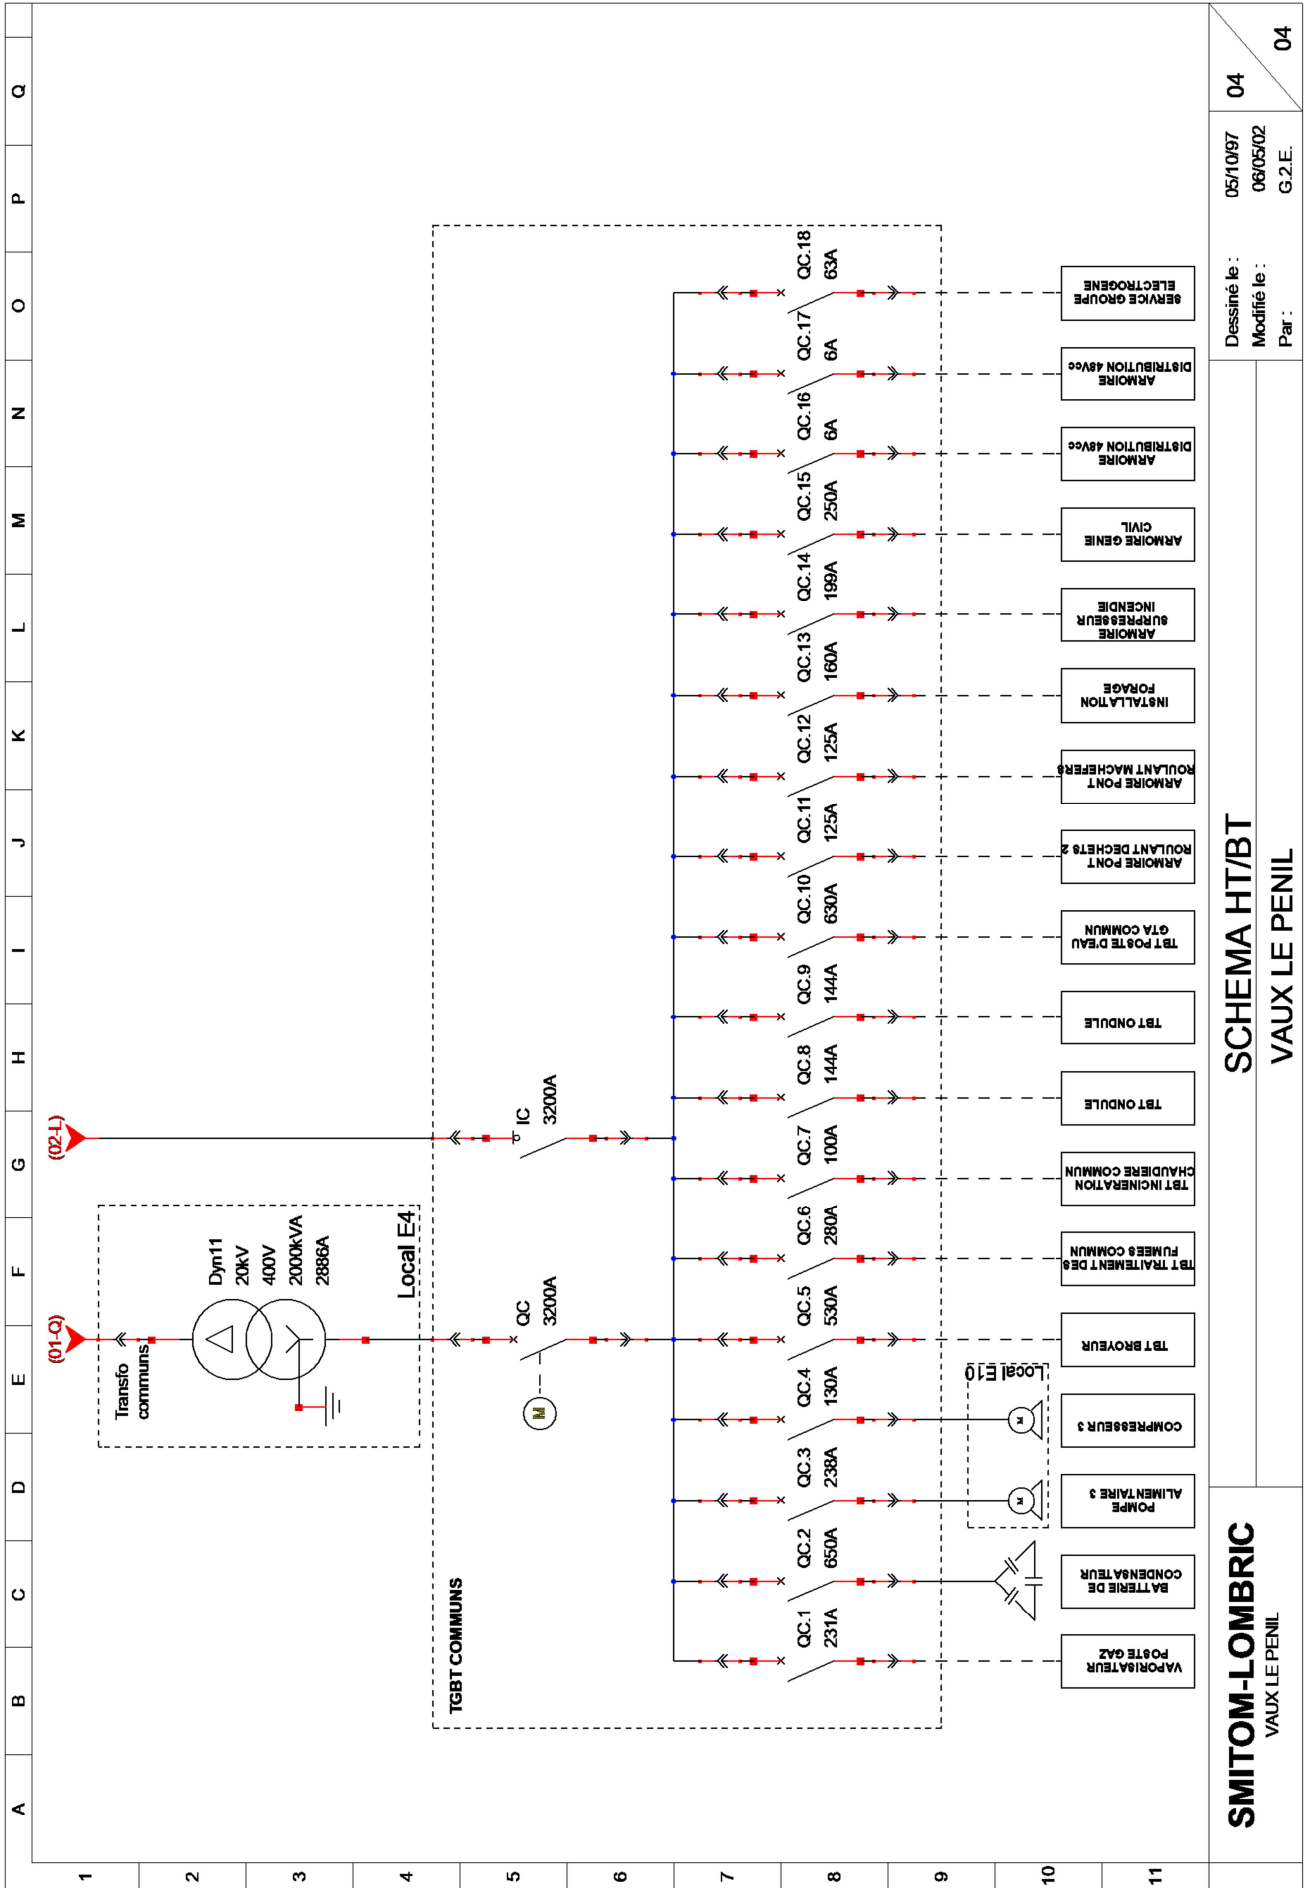 A
B
C
D
E
F
G
H
I
J
K
L
M
N
O
P
Q
1
2
3
4
5
6
7
8
9
10
11
(01-Q)
(02-L)
Transfo
communs
Dyn11
20kV
400V
2000kVA
2886A
Local E4
TGBT COMMUNS
M
QC
3200A
IC
3200A
QC.1
231A
QC.2
650A
QC.3
238A
QC.4
130A
QC.5
530A
QC.6
280A
QC.7
100A
QC.8
144A
QC.9
144A
QC.10
630A
QC.11
125A
QC.12
125A
QC.13
160A
QC.14
199A
QC.15
250A
QC.16
6A
QC.17
6A
QC.18
63A
M
M
Local E10
VAPORISATEUR
POSTE GAZ
BATTERIE DE
CONDENSATEUR
POMPE
ALIMENTAIRE 3
COMPRESSEUR 3
TBT BROYEUR
TBT TRAITEMENT DES
FUMEES COMMUN
TBT INCINERATION
CHAUDIERE COMMUN
TBT ONDULE
TBT ONDULE
TBT POSTE D'EAU
GTA COMMUN
ARMOIRE PONT
ROULANT DECHETS 2
ARMOIRE PONT
ROULANT MACHEFERS
INSTALLATION
FORAGE
ARMOIRE
SURPRESSEUR
INCENDIE
ARMOIRE GENIE
CIVIL
ARMOIRE
DISTRIBUTION 48Vcc
ARMOIRE
DISTRIBUTION 48Vcc
SERVICE GROUPE
ELECTROGENE
SMITOM-LOMBRIC
VAUX LE PENIL
SCHEMA HT/BT
VAUX LE PENIL
Dessiné le : 05/10/97
Modifié le : 06/05/02
Par : G.2.E.
04
04